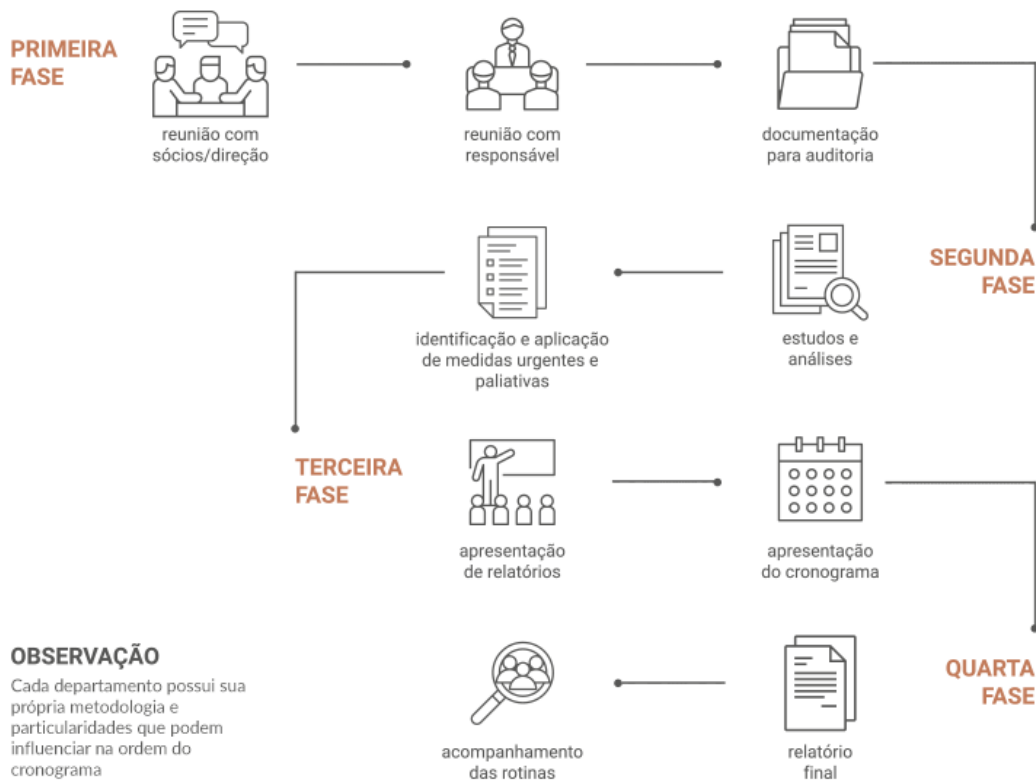 PRIMEIRA
FASE
reunião com
sócios/direção
reunião com
responsável
documentação
para auditoria
SEGUNDA
FASE
estudos e
análises
identificação e aplicação
de medidas urgentes e
paliativas
TERCEIRA
FASE
apresentação
de relatórios
apresentação
do cronograma
QUARTA
FASE
relatório
final
acompanhamento
das rotinas
OBSERVAÇÃO
Cada departamento possui sua
própria metodologia e
particularidades que podem
influenciar na ordem do
cronograma